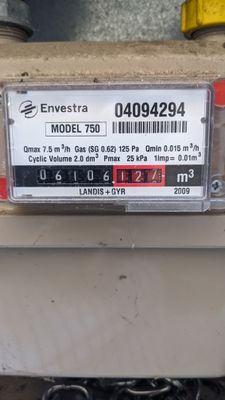 Envestra
04094294
MODEL 750
Qmax 7.5 m³/h Gas (SG 0.62) 125 Pa Qmin 0.015 m³/h
Cyclic Volume 2.0 dm³ Pmax 25 kPa 1imp = 0.01m³
06106 127 m³
LANDIS + GYR 2009